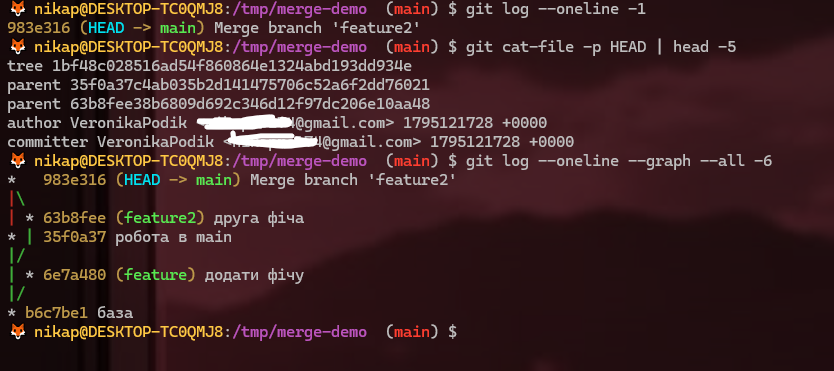 nikap@DESKTOP-TC0QMJ8:/tmp/merge-demo (main) $ git log --oneline -1
983e316 (HEAD -> main) Merge branch 'feature2'
nikap@DESKTOP-TC0QMJ8:/tmp/merge-demo (main) $ git cat-file -p HEAD | head -5
tree 1bf48c028516ad54f860864e1324abd193dd934e
parent 35f0a37c4ab035b2d141475706c52a6f2dd76021
parent 63b8fee38b6809d692c346d12f97dc206e10aa48
author VeronikaPodik @gmail.com> 1795121728 +0000
committer VeronikaPodik <@gmail.com> 1795121728 +0000
nikap@DESKTOP-TC0QMJ8:/tmp/merge-demo (main) $ git log --oneline --graph --all -6
*   983e316 (HEAD -> main) Merge branch 'feature2'
|\
| * 63b8fee (feature2) друга фіча
* | 35f0a37 робота в main
|/
| * 6e7a480 (feature) додати фічу
|/
* b6c7be1 база
nikap@DESKTOP-TC0QMJ8:/tmp/merge-demo (main) $